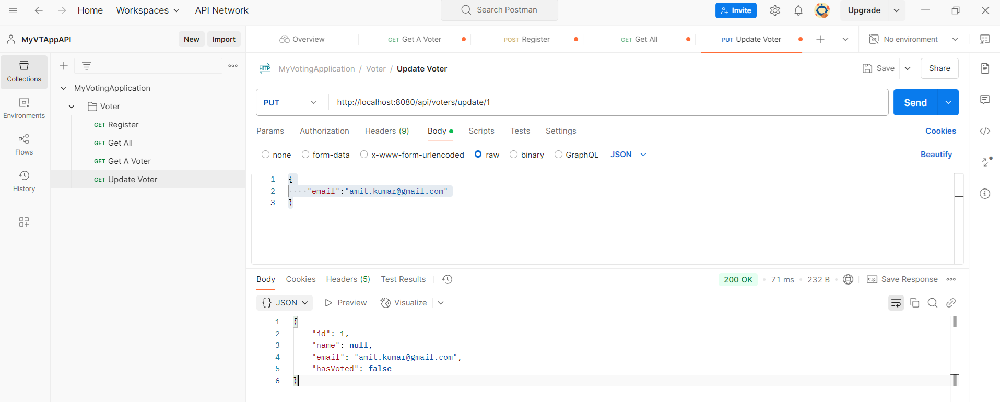 Home Workspaces API Network Search Postman Invite Upgrade
MyVTAppAPI New Import Overview GET Get A Voter POST Register GET Get All PUT Update Voter No environment
Collections
Environments
Flows
History
MyVotingApplication
Voter
GET Register
GET Get All
GET Get A Voter
GET Update Voter
HTTP MyVotingApplication / Voter / Update Voter Save Share
PUT http://localhost:8080/api/voters/update/1 Send
Params Authorization Headers (9) Body Scripts Tests Settings Cookies
none form-data x-www-form-urlencoded raw binary GraphQL JSON Beautify
1 {
2 "email":"amit.kumar@gmail.com"
3 }
Body Cookies Headers (5) Test Results 200 OK • 71 ms • 232 B • e.g. Save Response
{} JSON Preview Visualize
1 {
2 "id": 1,
3 "name": null,
4 "email": "amit.kumar@gmail.com",
5 "hasVoted": false
6 }